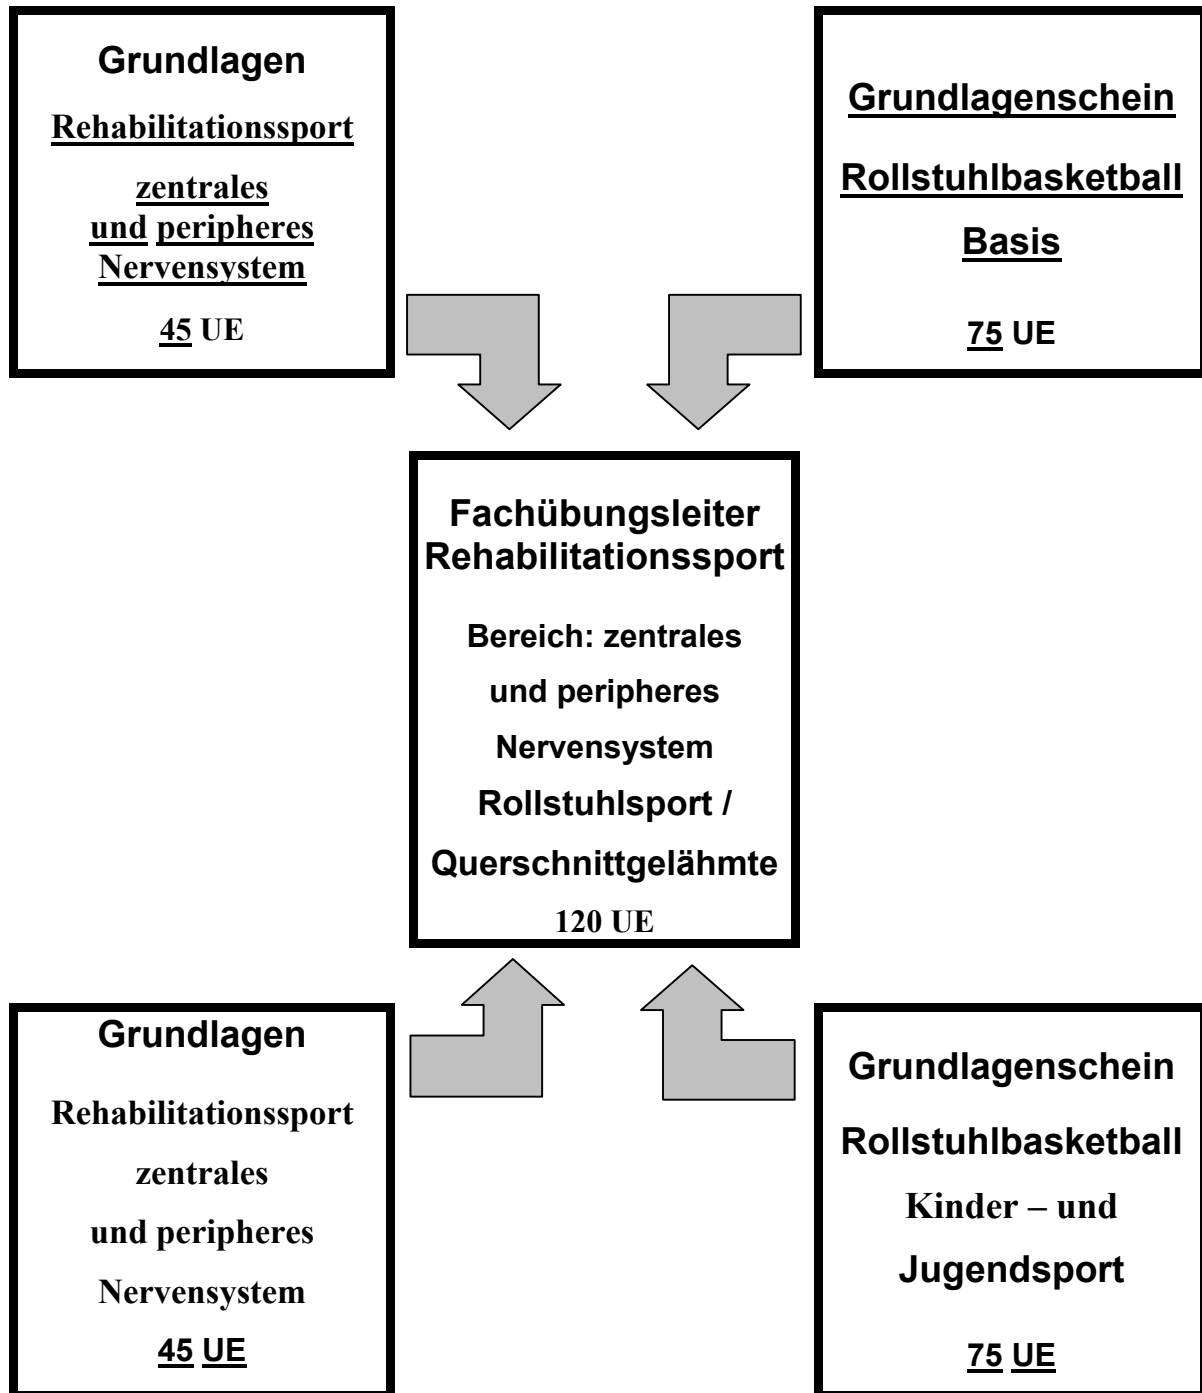 Grundlagen
Rehabilitationssport
zentrales
und peripheres
Nervensystem
45 UE
Grundlagenschein
Rollstuhlbasketball
Basis
75 UE
Fachübungsleiter
Rehabilitationssport
Bereich: zentrales
und peripheres
Nervensystem
Rollstuhlsport /
Querschnittgelähmte
120 UE
Grundlagen
Rehabilitationssport
zentrales
und peripheres
Nervensystem
45 UE
Grundlagenschein
Rollstuhlbasketball
Kinder – und
Jugendsport
75 UE